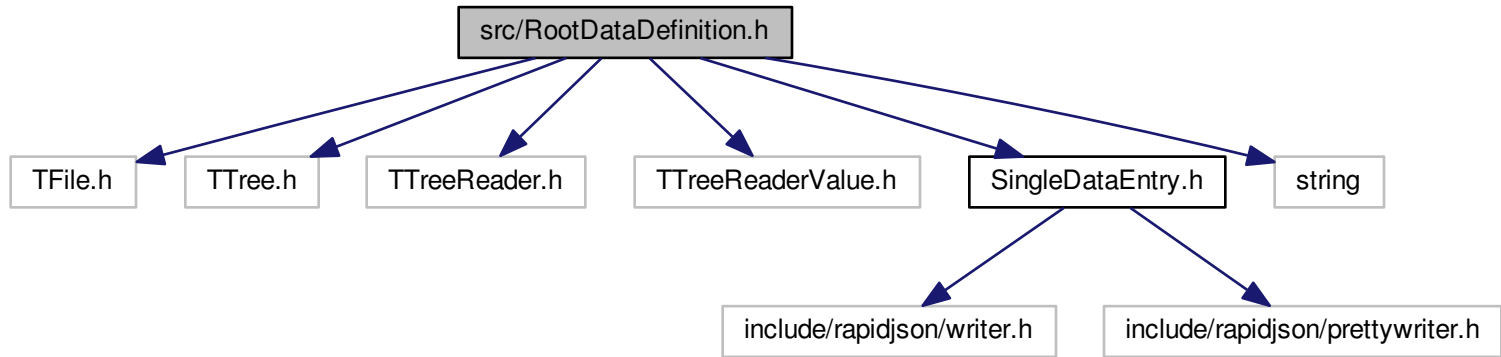 src/RootDataDefinition.h
TFile.h
TTree.h
TTreeReader.h
TTreeReaderValue.h
SingleDataEntry.h
string
include/rapidjson/writer.h
include/rapidjson/prettywriter.h